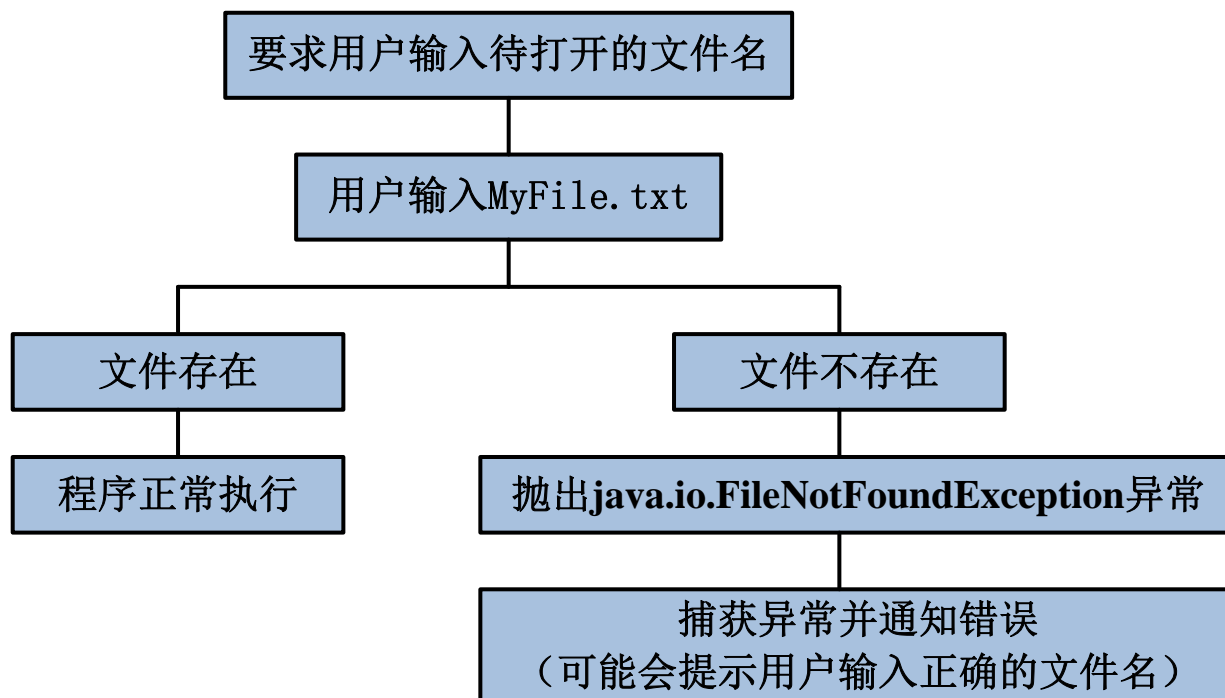 要求用户输入待打开的文件名
用户输入MyFile.txt
文件存在
文件不存在
程序正常执行
抛出java.io.FileNotFoundException异常
捕获异常并通知错误
（可能会提示用户输入正确的文件名）